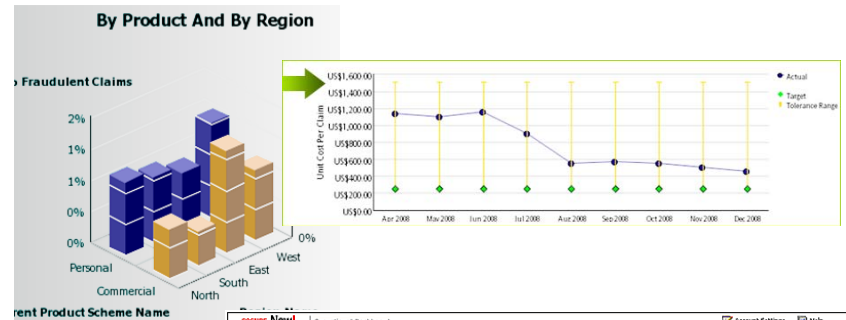 By Product And By Region
Fraudulent Claims
2%
1%
1%
0%
0%
0%
Personal
Commercial
North
South
East
West
US$1,600.00
US$1,400.00
US$1,200.00
US$1,000.00
US$800.00
US$600.00
US$400.00
US$200.00
US$0.00
Unit Cost Per Claim
Apr 2008 May 2008 Jun 2008 Jul 2008 Aug 2008 Sep 2008 Oct 2008 Nov 2008 Dec 2008
Actual
Target
Tolerance Range
rent Product Scheme Name
Now!
Account Settings Help